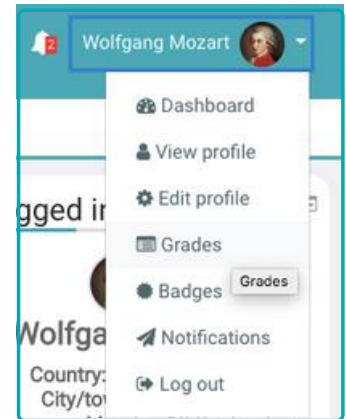 2 Wolfgang Mozart
Dashboard
View profile
gged in
Edit profile
Grades
Grades
Badges
Wolfga
Notifications
Country:
Log out
City/tow